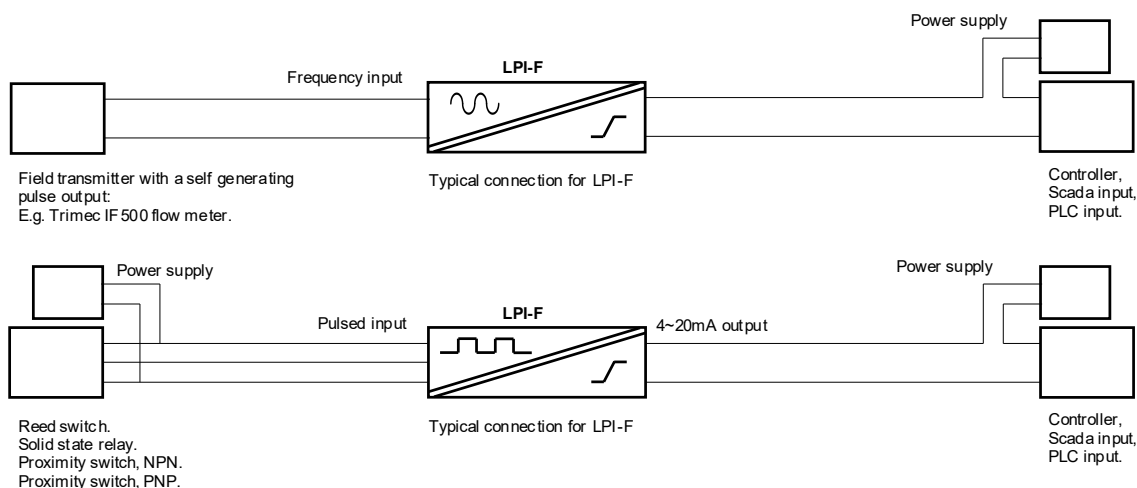 Power supply
LPI-F
Frequency input
Field transmitter with a self generating
pulse output:
E.g. Trimec IF500 flow meter.
Typical connection for LPI-F
Controller,
Scada input,
PLC input.
Power supply
Power supply
LPI-F
Pulsed input
4~20mA output
Reed switch.
Solid state relay.
Proximity switch, NPN.
Proximity switch, PNP.
Typical connection for LPI-F
Controller,
Scada input,
PLC input.